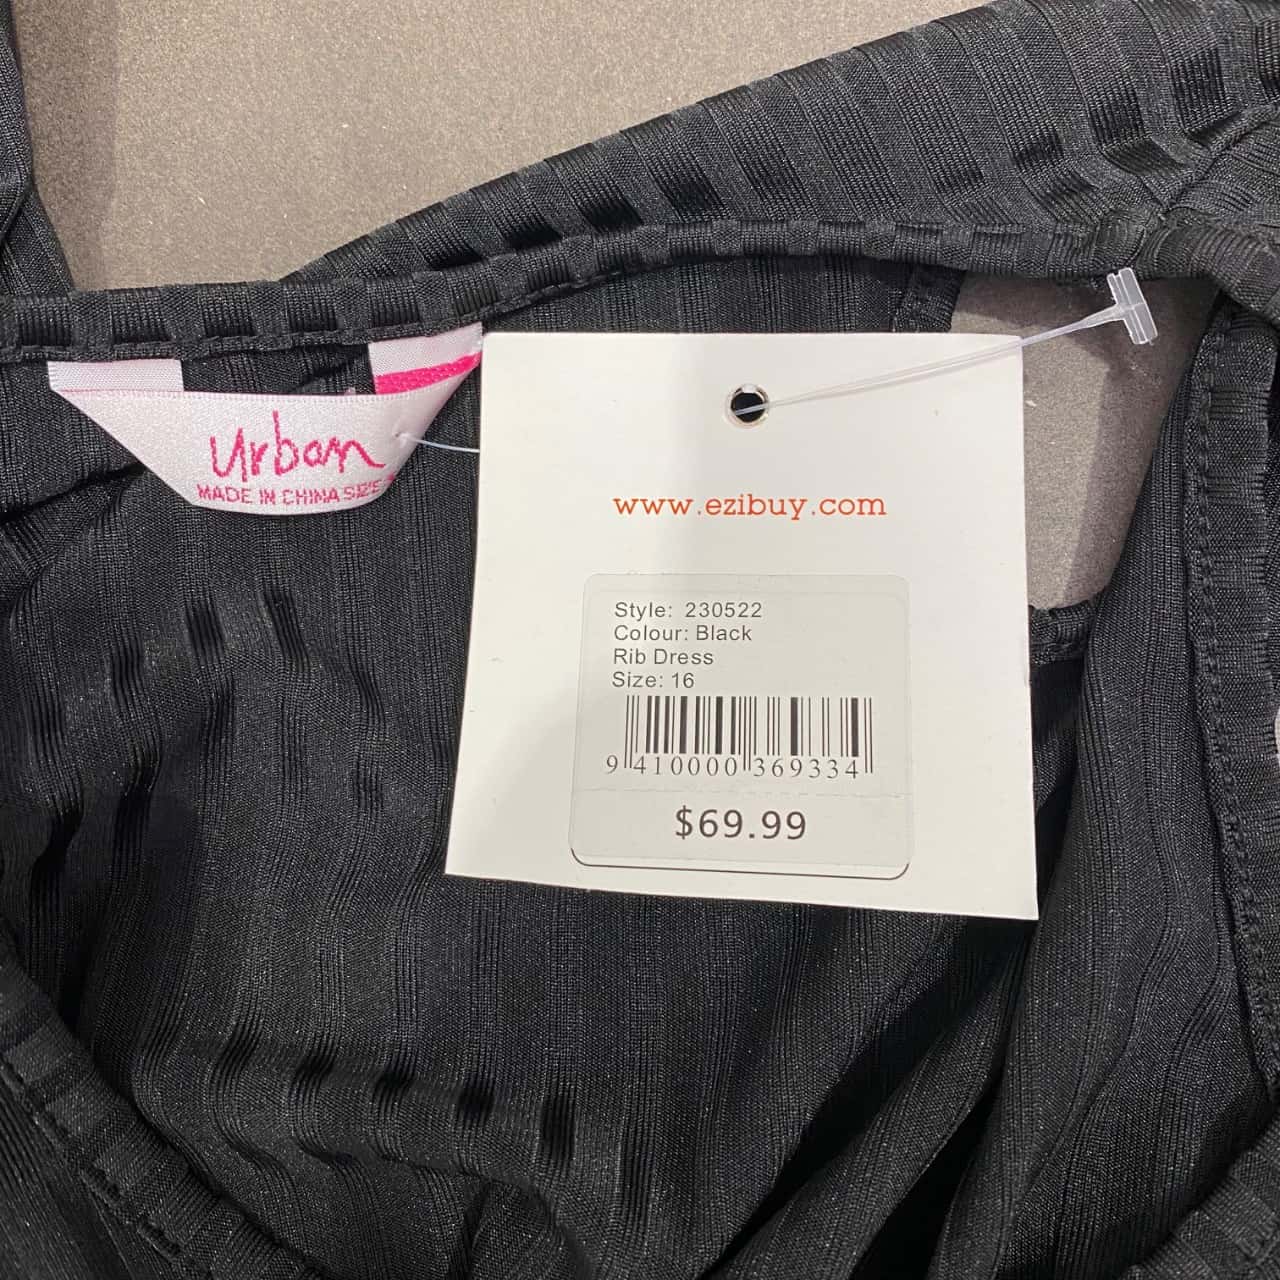 urban
MADE IN CHINA SIZE
www.ezibuy.com
Style: 230522
Colour: Black
Rib Dress
Size: 16
9 410000 369334
$69.99